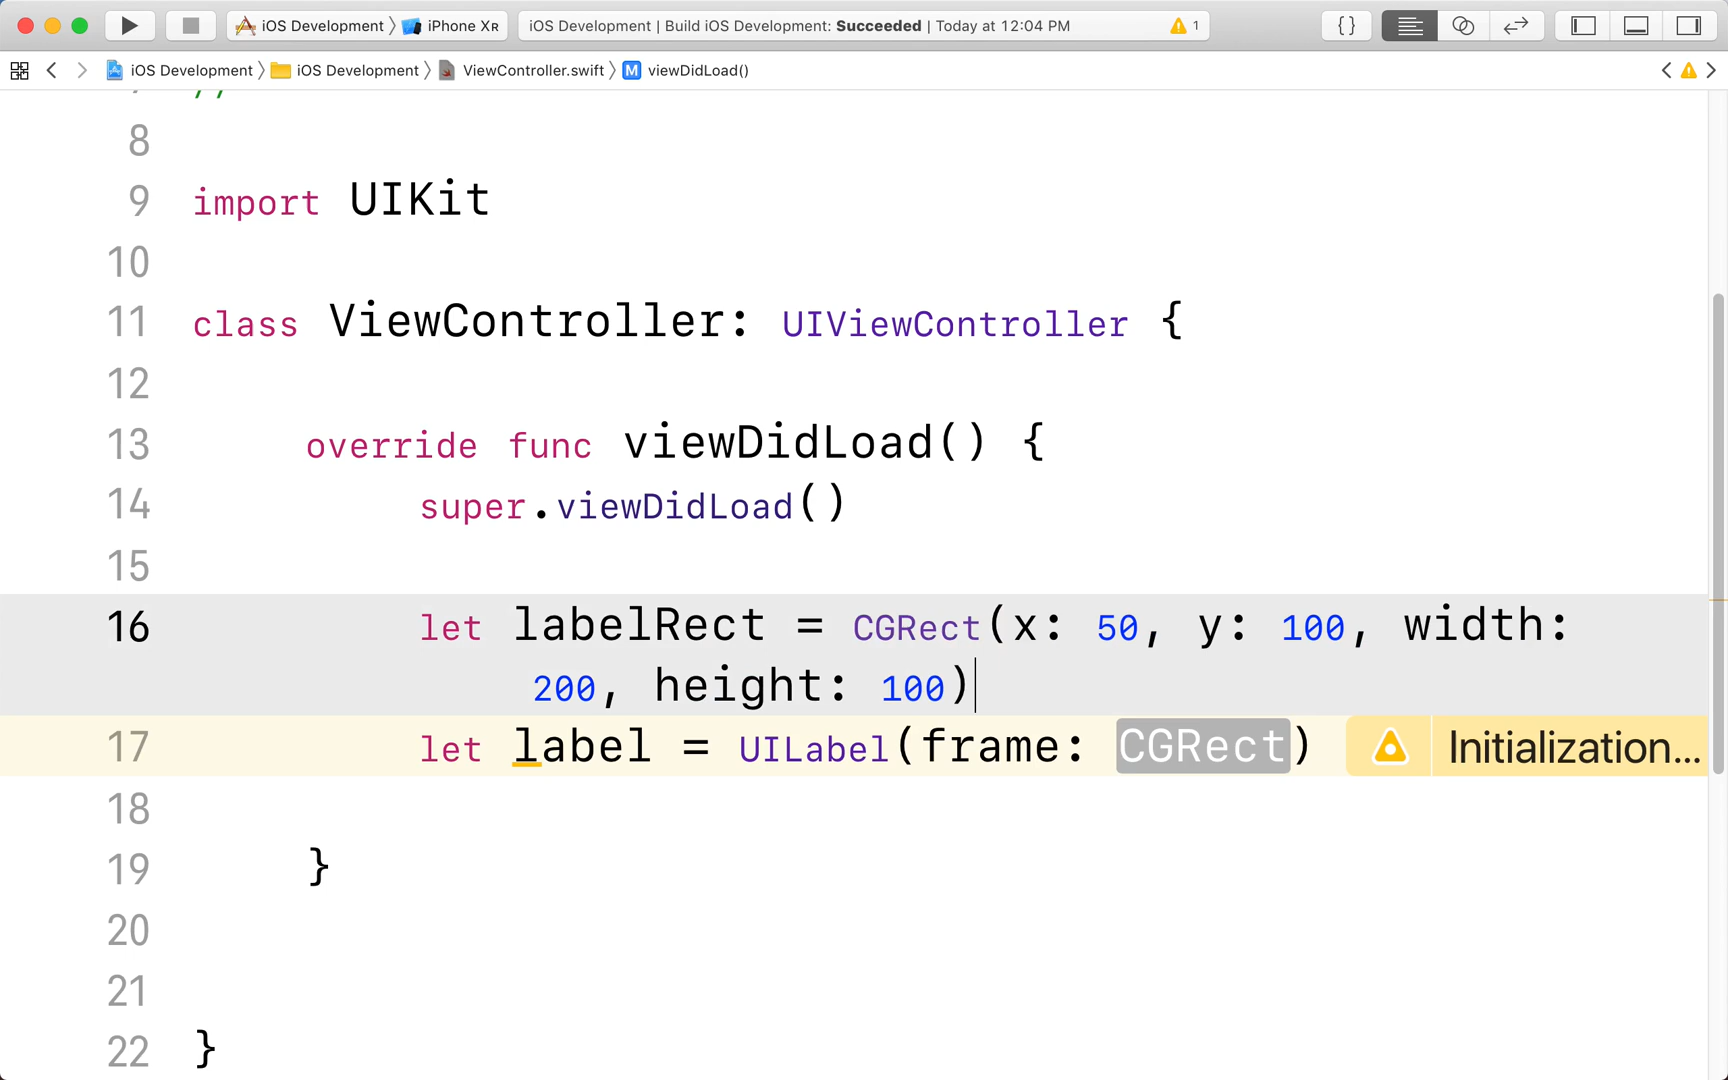 iOS Development 〉 iPhone XR
iOS Development | Build iOS Development: Succeeded | Today at 12:04 PM
1
{}
iOS Development 〉 iOS Development 〉 ViewController.swift 〉 M viewDidLoad()
//
8
9 import UIKit
10
11 class ViewController: UIViewController {
12
13 override func viewDidLoad() {
14 super.viewDidLoad()
15
16 let labelRect = CGRect(x: 50, y: 100, width:
200, height: 100)
17 let label = UILabel(frame: CGRect) Initialization...
18
19 }
20
21
22 }